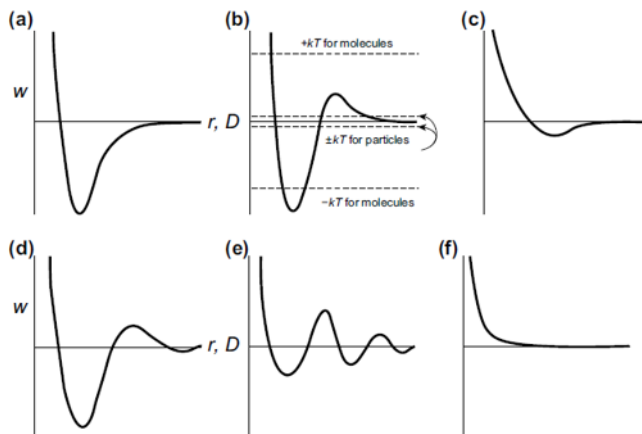 (a)
(b)
(c)
+kT for molecules
w
r, D
±kT for particles
−kT for molecules
(d)
(e)
(f)
w
r, D